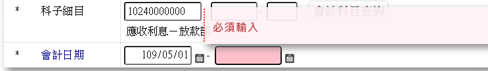 * 科子細目 10240000000 - - 會計科目查詢
應收利息－放款部
必須輸入
* 會計日期 109/05/01 -